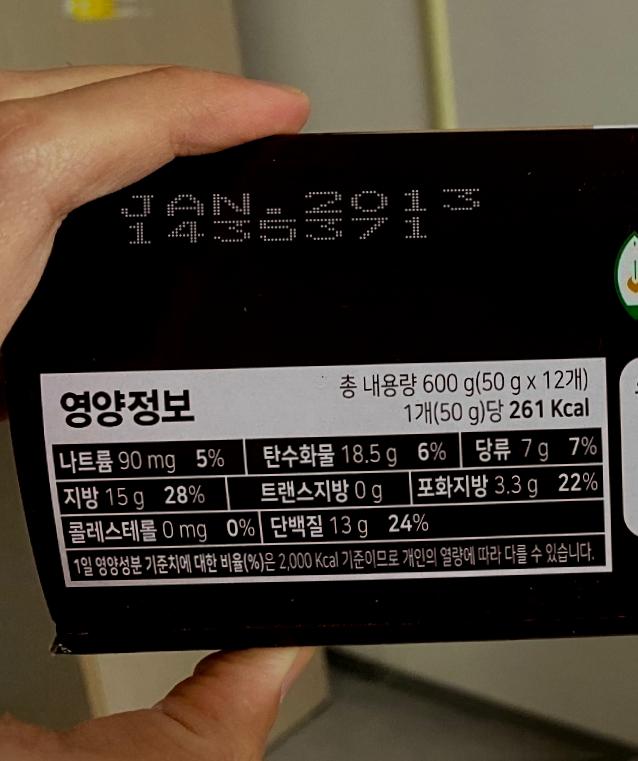 JAN.2013
1435371
영양정보
총 내용량 600 g(50 g x 12개)
1개(50 g)당 261 Kcal
나트륨 90 mg 5% 탄수화물 18.5 g 6% 당류 7 g 7%
지방 15 g 28% 트랜스지방 0 g 포화지방 3.3 g 22%
콜레스테롤 0 mg 0% 단백질 13 g 24%
1일 영양성분 기준치에 대한 비율(%)은 2,000 Kcal 기준이므로 개인의 열량에 따라 다를 수 있습니다.